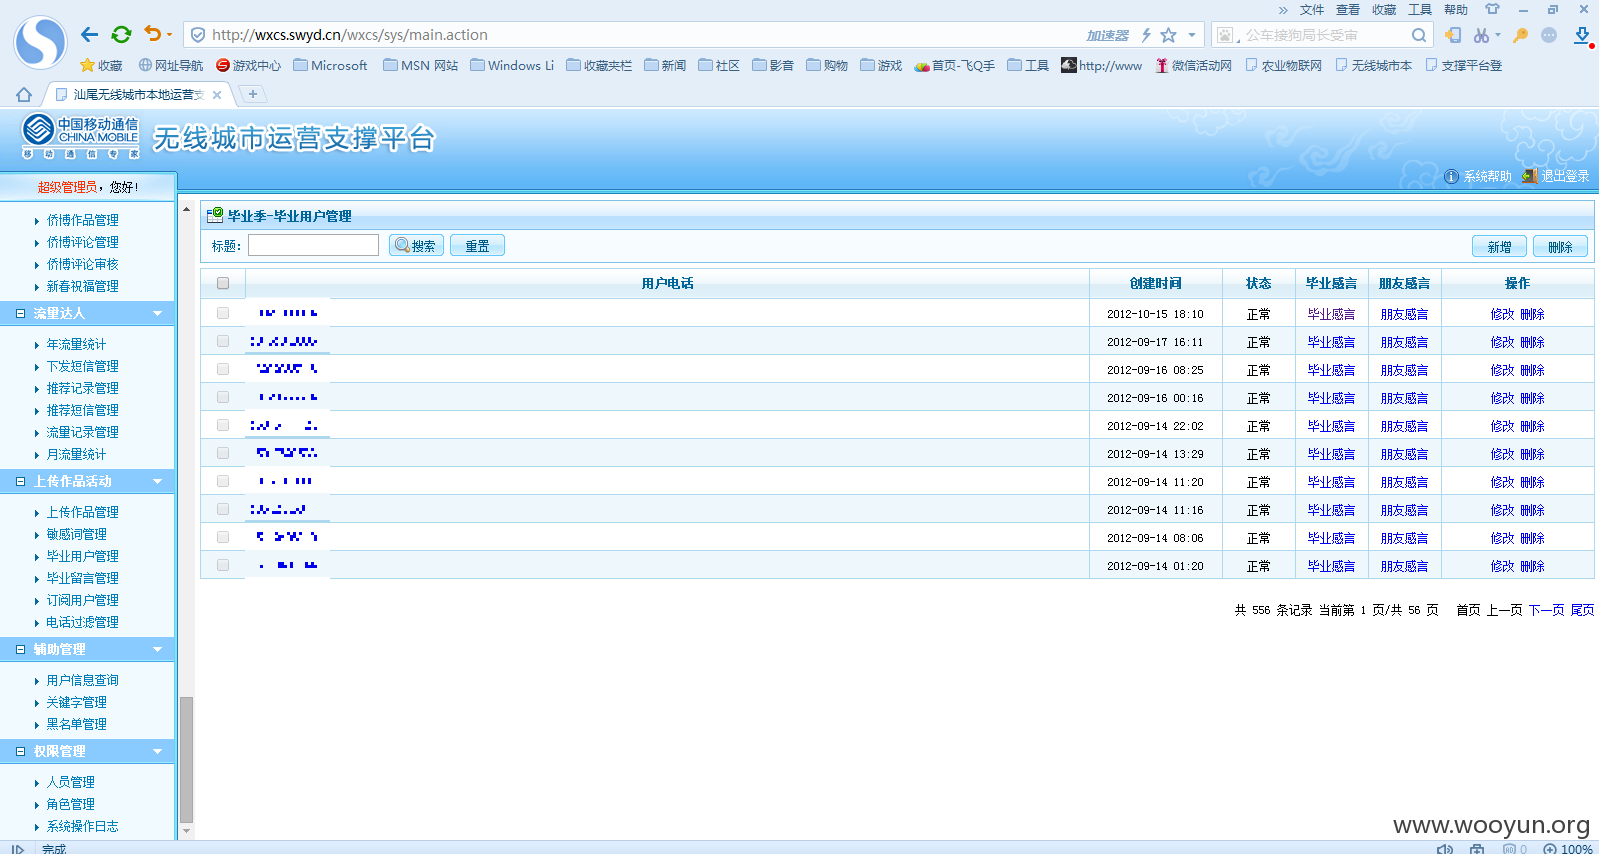 » 文件 查看 收藏 工具 帮助
http://wxcs.swyd.cn/wxcs/sys/main.action 加速器 公车接狗局长受审
收藏 网址导航 游戏中心 Microsoft MSN 网站 Windows Li 收藏夹栏 新闻 社区 影音 购物 游戏 首页-飞Q手 工具 http://www 微信活动网 农业物联网 无线城市本 支撑平台登
汕尾无线城市本地运营支
中国移动通信
CHINA MOBILE
移动通信专家
无线城市运营支撑平台
系统帮助 退出登录
超级管理员，您好!
侨博作品管理
侨博评论管理
侨博评论审核
新春祝福管理
流里达人
年流量统计
下发短信管理
推荐记录管理
推荐短信管理
流量记录管理
月流量统计
上传作品活动
上传作品管理
敏感词管理
毕业用户管理
毕业留言管理
订阅用户管理
电话过滤管理
辅助管理
用户信息查询
关键字管理
黑名单管理
权限管理
人员管理
角色管理
系统操作日志
毕业季-毕业用户管理
标题: 搜索 重置 新增 删除
用户电话 创建时间 状态 毕业感言 朋友感言 操作
2012-10-15 18:10 正常 毕业感言 朋友感言 修改 删除
2012-09-17 16:11 正常 毕业感言 朋友感言 修改 删除
2012-09-16 08:25 正常 毕业感言 朋友感言 修改 删除
2012-09-16 00:16 正常 毕业感言 朋友感言 修改 删除
2012-09-14 22:02 正常 毕业感言 朋友感言 修改 删除
2012-09-14 13:29 正常 毕业感言 朋友感言 修改 删除
2012-09-14 11:20 正常 毕业感言 朋友感言 修改 删除
2012-09-14 11:16 正常 毕业感言 朋友感言 修改 删除
2012-09-14 08:06 正常 毕业感言 朋友感言 修改 删除
2012-09-14 01:20 正常 毕业感言 朋友感言 修改 删除
共 556 条记录 当前第 1 页/共 56 页 首页 上一页 下一页 尾页
www.wooyun.org
完成 0 100%